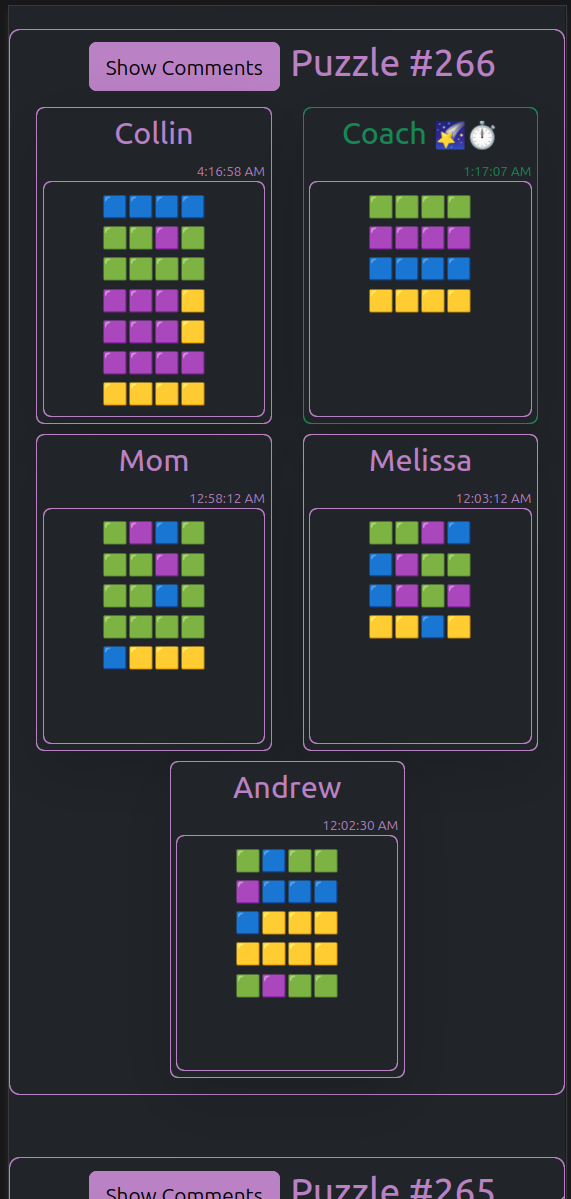 Show Comments Puzzle #266
Collin
4:16:58 AM
Coach
1:17:07 AM
Mom
12:58:12 AM
Melissa
12:03:12 AM
Andrew
12:02:30 AM
Show Comments Puzzle #265